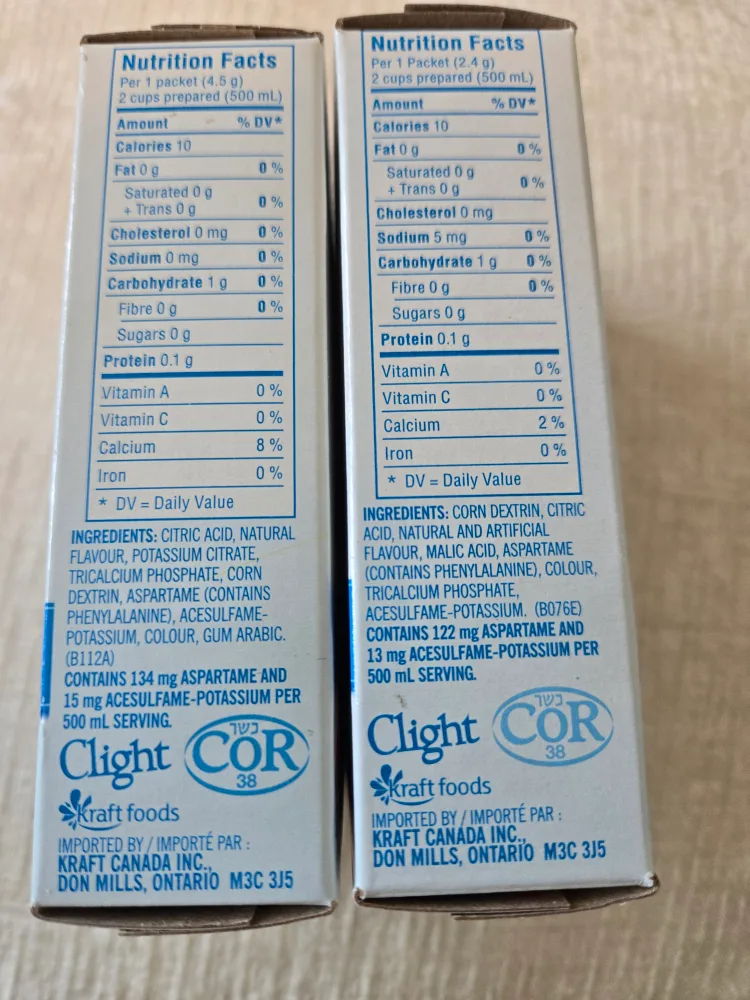 Nutrition Facts
Per 1 packet (4.5 g)
2 cups prepared (500 mL)
Amount % DV*
Calories 10
Fat 0 g 0 %
Saturated 0 g
+ Trans 0 g 0 %
Cholesterol 0 mg 0 %
Sodium 0 mg 0 %
Carbohydrate 1 g 0 %
Fibre 0 g 0 %
Sugars 0 g
Protein 0.1 g
Vitamin A 0 %
Vitamin C 0 %
Calcium 8 %
Iron 0 %
* DV = Daily Value
INGREDIENTS: CITRIC ACID, NATURAL
FLAVOUR, POTASSIUM CITRATE,
TRICALCIUM PHOSPHATE, CORN
DEXTRIN, ASPARTAME (CONTAINS
PHENYLALANINE), ACESULFAME-
POTASSIUM, COLOUR, GUM ARABIC.
(B112A)
CONTAINS 134 mg ASPARTAME AND
15 mg ACESULFAME-POTASSIUM PER
500 mL SERVING.
Clight
כשר
COR
38
kraft foods
IMPORTED BY / IMPORTÉ PAR :
KRAFT CANADA INC.,
DON MILLS, ONTARIO M3C 3J5
Nutrition Facts
Per 1 Packet (2.4 g)
2 cups prepared (500 mL)
Amount % DV*
Calories 10
Fat 0 g 0 %
Saturated 0 g
+ Trans 0 g 0 %
Cholesterol 0 mg
Sodium 5 mg 0 %
Carbohydrate 1 g 0 %
Fibre 0 g 0 %
Sugars 0 g
Protein 0.1 g
Vitamin A 0 %
Vitamin C 0 %
Calcium 2 %
Iron 0 %
* DV = Daily Value
INGREDIENTS: CORN DEXTRIN, CITRIC
ACID, NATURAL AND ARTIFICIAL
FLAVOUR, MALIC ACID, ASPARTAME
(CONTAINS PHENYLALANINE), COLOUR,
TRICALCIUM PHOSPHATE,
ACESULFAME-POTASSIUM. (B076E)
CONTAINS 122 mg ASPARTAME AND
13 mg ACESULFAME-POTASSIUM PER
500 mL SERVING.
Clight
כשר
COR
38
kraft foods
IMPORTED BY / IMPORTÉ PAR :
KRAFT CANADA INC.,
DON MILLS, ONTARIO M3C 3J5